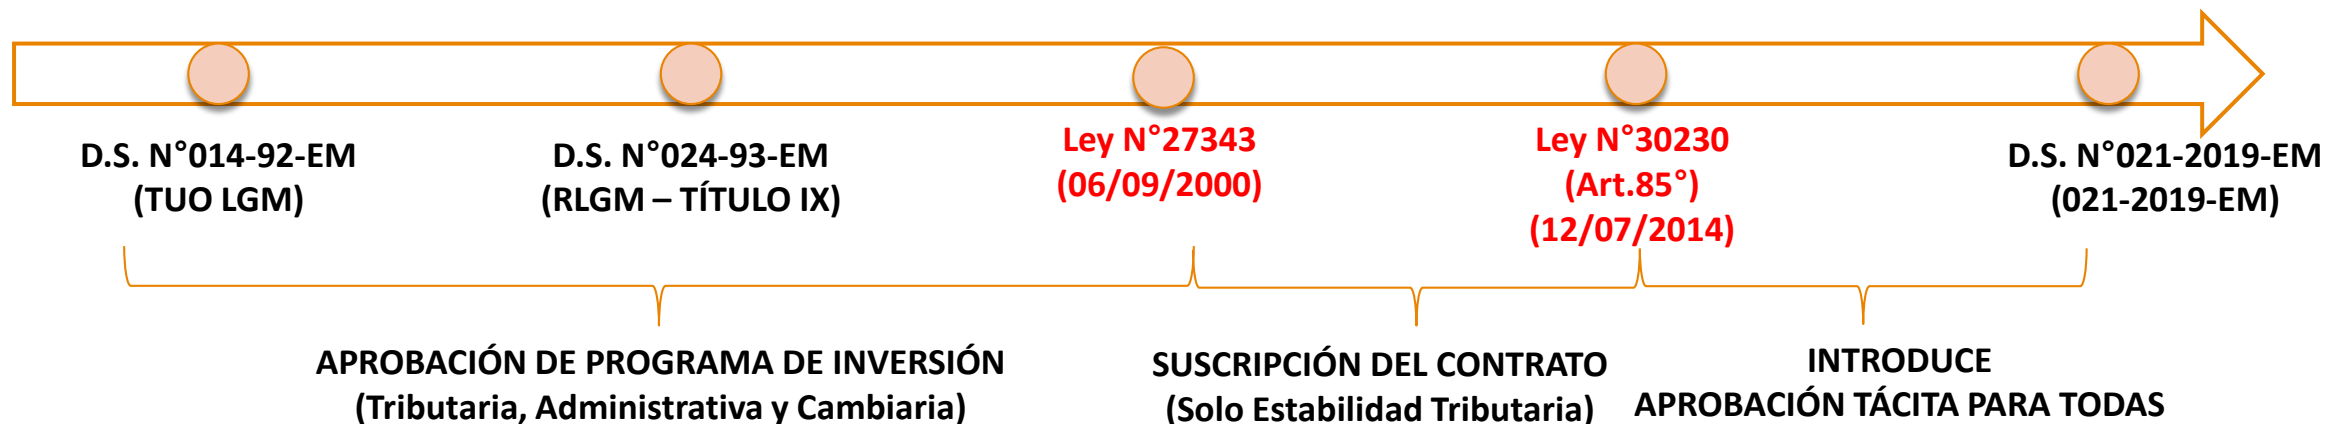 D.S. N°014-92-EM
(TUO LGM)
D.S. N°024-93-EM
(RLGM – TÍTULO IX)
Ley N°27343
(06/09/2000)
Ley N°30230
(Art.85°)
(12/07/2014)
D.S. N°021-2019-EM
(021-2019-EM)
APROBACIÓN DE PROGRAMA DE INVERSIÓN
(Tributaria, Administrativa y Cambiaria)
SUSCRIPCIÓN DEL CONTRATO
(Solo Estabilidad Tributaria)
INTRODUCE
APROBACIÓN TÁCITA PARA TODAS